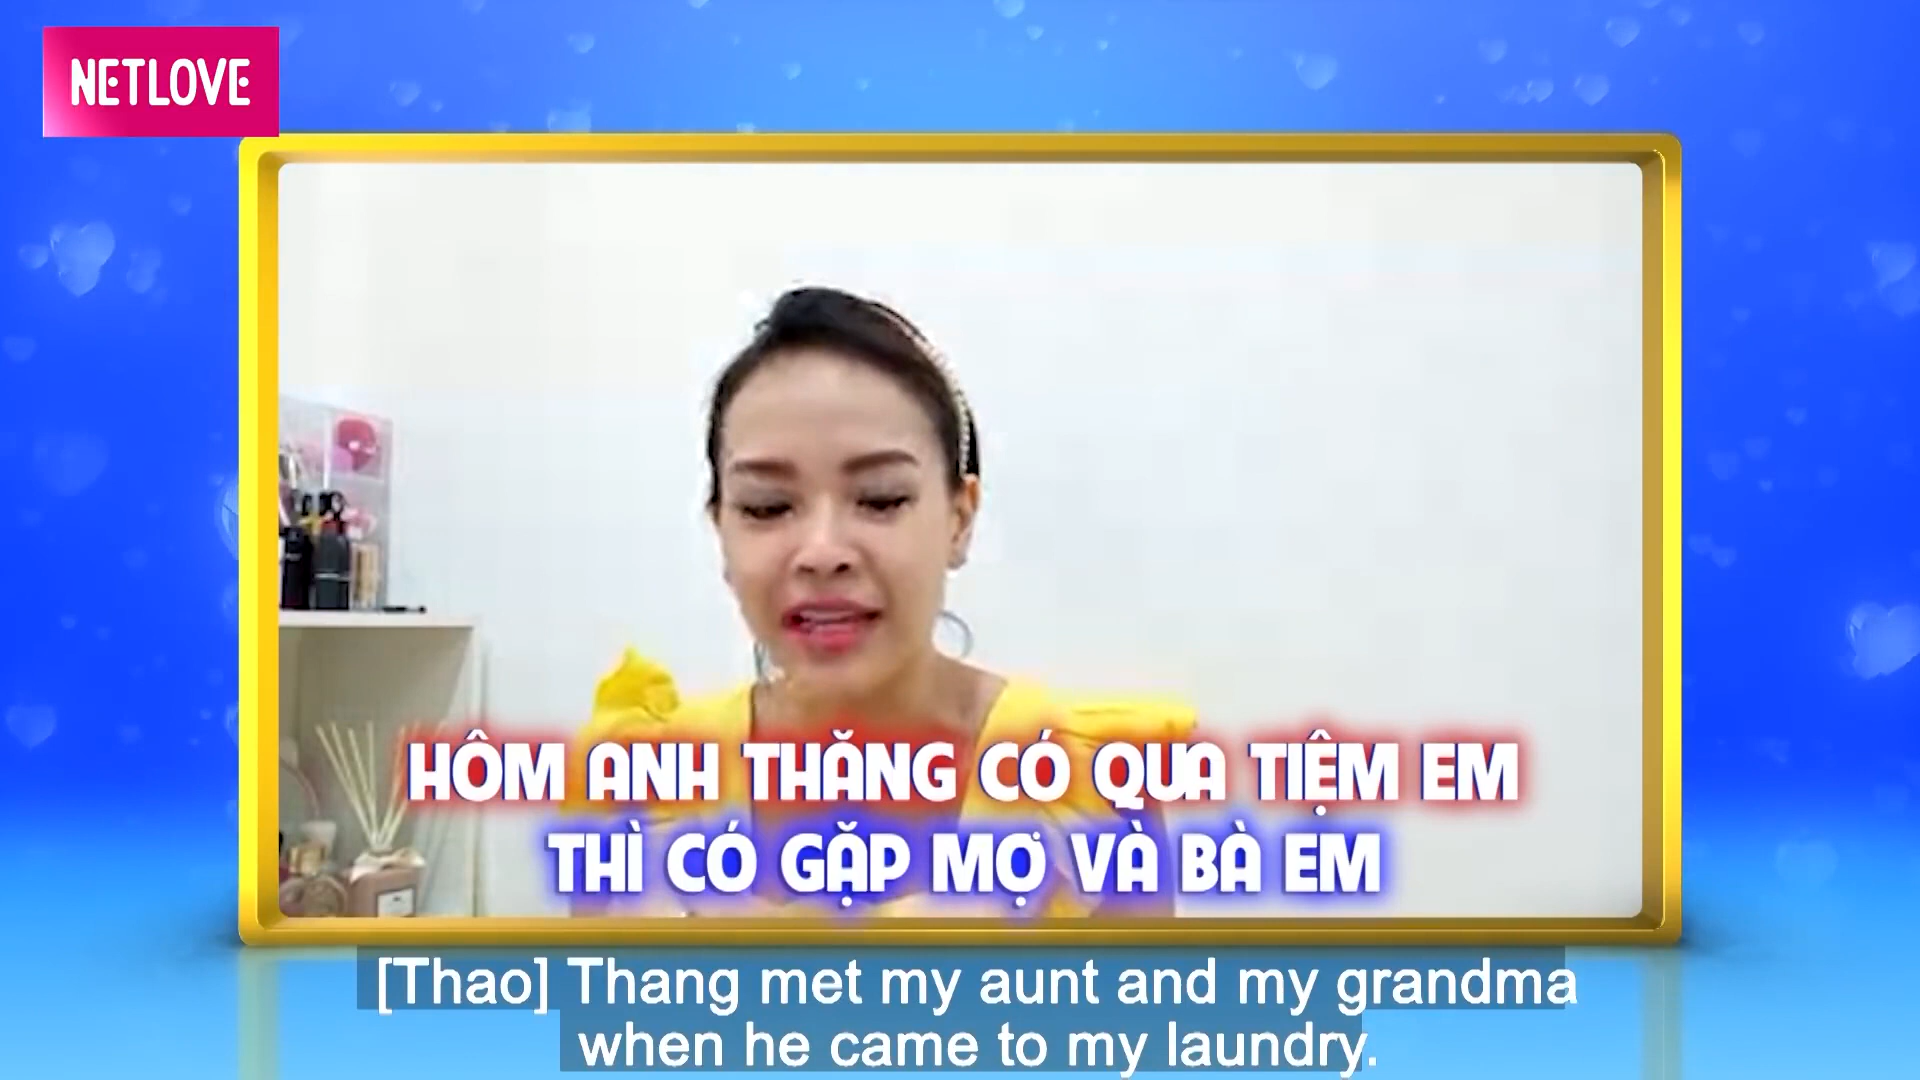 NETLOVE
HÔM ANH THĂNG CÓ QUA TIỆM EM
THÌ CÓ GẶP MỢ VÀ BÀ EM
[Thao] Thang met my aunt and my grandma
when he came to my laundry.